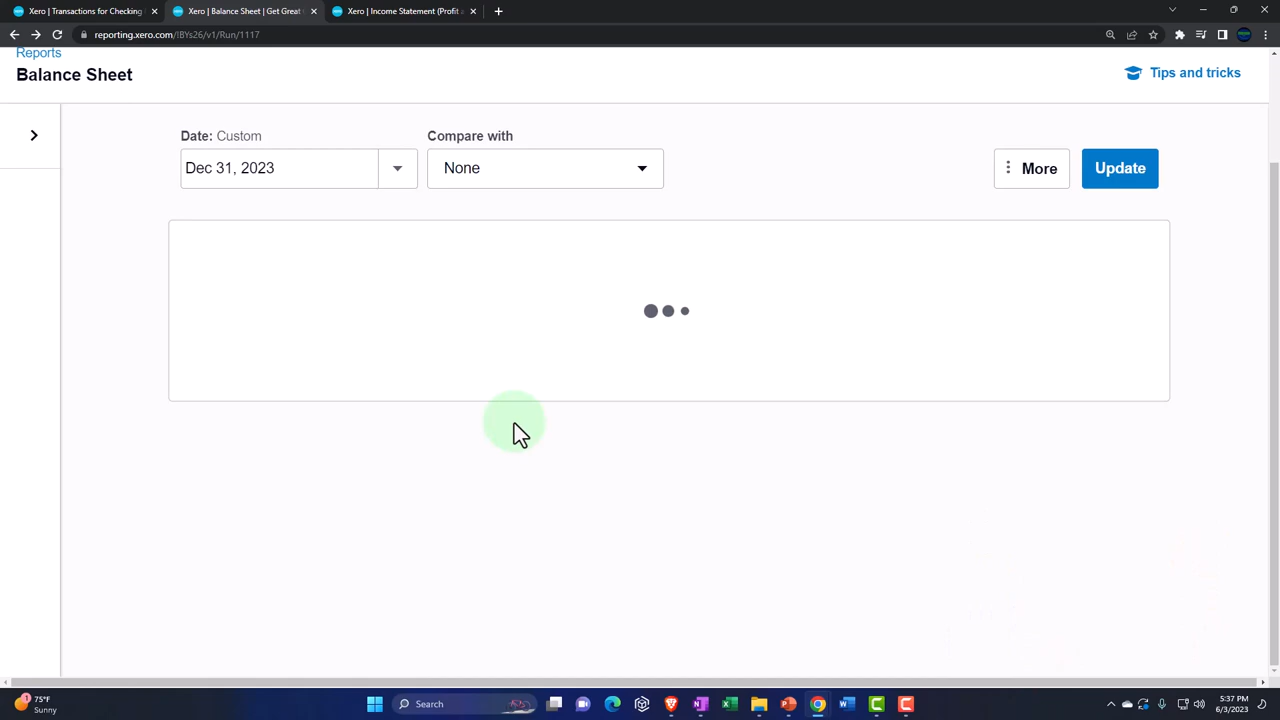 Xero | Transactions for Checking
Xero | Balance Sheet | Get Great
Xero | Income Statement (Profit a
reporting.xero.com/!BYs26/v1/Run/1117
Reports
Balance Sheet
Tips and tricks
Date: Custom
Compare with
Dec 31, 2023
None
More
Update
1
75°F
Sunny
Search
5:37 PM
6/3/2023